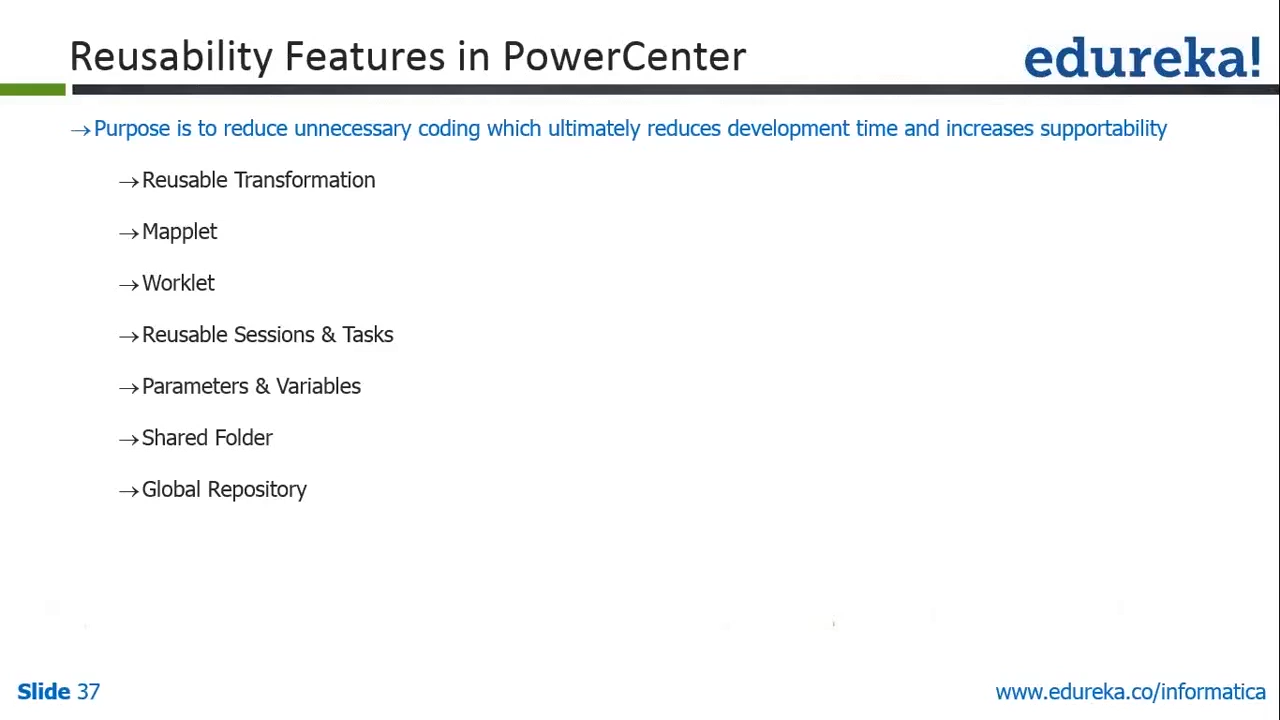 Reusability Features in PowerCenter
edureka!
→Purpose is to reduce unnecessary coding which ultimately reduces development time and increases supportability
→Reusable Transformation
→Mapplet
→Worklet
→Reusable Sessions & Tasks
→Parameters & Variables
→Shared Folder
→Global Repository
Slide 37
www.edureka.co/informatica